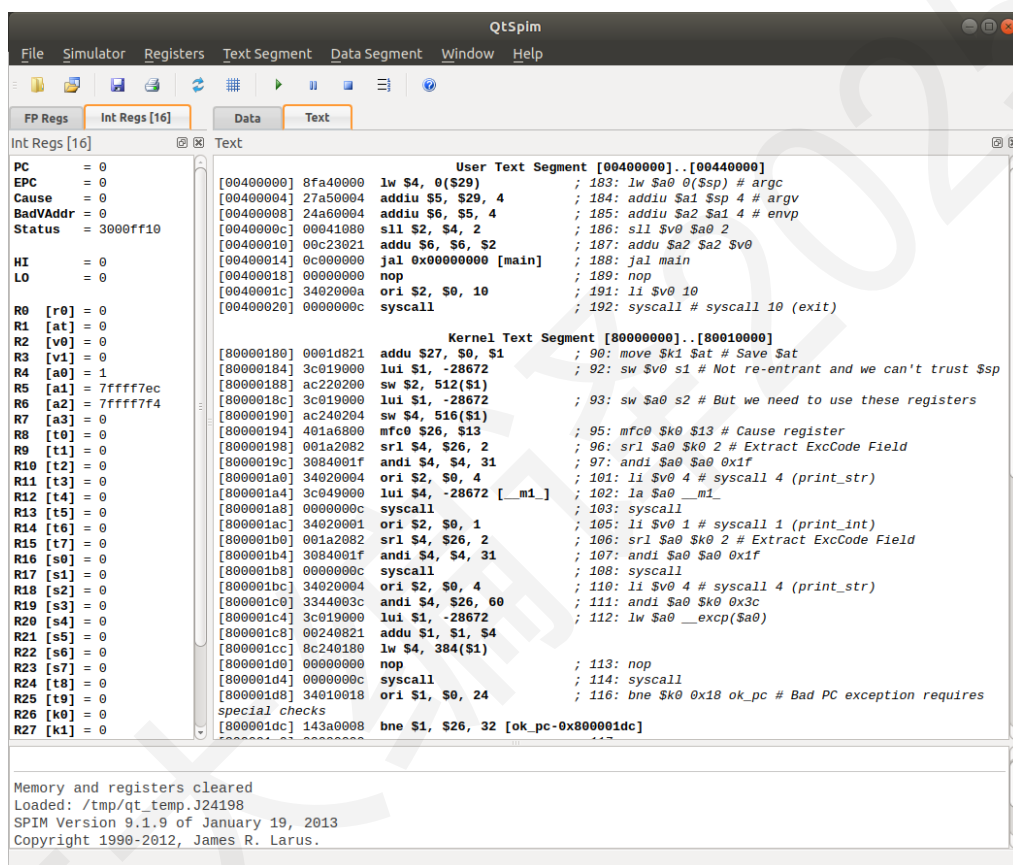 QtSpim
File Simulator Registers Text Segment Data Segment Window Help
FP Regs Int Regs [16] Data Text
Int Regs [16] Text
PC = 0
EPC = 0
Cause = 0
BadVAddr = 0
Status = 3000ff10
HI = 0
LO = 0
R0 [r0] = 0
R1 [at] = 0
R2 [v0] = 0
R3 [v1] = 0
R4 [a0] = 1
R5 [a1] = 7ffff7ec
R6 [a2] = 7ffff7f4
R7 [a3] = 0
R8 [t0] = 0
R9 [t1] = 0
R10 [t2] = 0
R11 [t3] = 0
R12 [t4] = 0
R13 [t5] = 0
R14 [t6] = 0
R15 [t7] = 0
R16 [s0] = 0
R17 [s1] = 0
R18 [s2] = 0
R19 [s3] = 0
R20 [s4] = 0
R21 [s5] = 0
R22 [s6] = 0
R23 [s7] = 0
R24 [t8] = 0
R25 [t9] = 0
R26 [k0] = 0
R27 [k1] = 0
User Text Segment [00400000]..[00440000]
[00400000] 8fa40000 lw $4, 0($29) ; 183: lw $a0 0($sp) # argc
[00400004] 27a50004 addiu $5, $29, 4 ; 184: addiu $a1 $sp 4 # argv
[00400008] 24a60004 addiu $6, $5, 4 ; 185: addiu $a2 $a1 4 # envp
[0040000c] 00041080 sll $2, $4, 2 ; 186: sll $v0 $a0 2
[00400010] 00c23021 addu $6, $6, $2 ; 187: addu $a2 $a2 $v0
[00400014] 0c000000 jal 0x00000000 [main] ; 188: jal main
[00400018] 00000000 nop ; 189: nop
[0040001c] 3402000a ori $2, $0, 10 ; 191: li $v0 10
[00400020] 0000000c syscall ; 192: syscall # syscall 10 (exit)
Kernel Text Segment [80000000]..[80010000]
[80000180] 0001d821 addu $27, $0, $1 ; 90: move $k1 $at # Save $at
[80000184] 3c019000 lui $1, -28672 ; 92: sw $v0 s1 # Not re-entrant and we can't trust $sp
[80000188] ac220200 sw $2, 512($1)
[8000018c] 3c019000 lui $1, -28672 ; 93: sw $a0 s2 # But we need to use these registers
[80000190] ac240204 sw $4, 516($1)
[80000194] 401a6800 mfc0 $26, $13 ; 95: mfc0 $k0 $13 # Cause register
[80000198] 001a2082 srl $4, $26, 2 ; 96: srl $a0 $k0 2 # Extract ExcCode Field
[8000019c] 3084001f andi $4, $4, 31 ; 97: andi $a0 $a0 0x1f
[800001a0] 34020004 ori $2, $0, 4 ; 101: li $v0 4 # syscall 4 (print_str)
[800001a4] 3c049000 lui $4, -28672 [__m1_] ; 102: la $a0 __m1_
[800001a8] 0000000c syscall ; 103: syscall
[800001ac] 34020001 ori $2, $0, 1 ; 105: li $v0 1 # syscall 1 (print_int)
[800001b0] 001a2082 srl $4, $26, 2 ; 106: srl $a0 $k0 2 # Extract ExcCode Field
[800001b4] 3084001f andi $4, $4, 31 ; 107: andi $a0 $a0 0x1f
[800001b8] 0000000c syscall ; 108: syscall
[800001bc] 34020004 ori $2, $0, 4 ; 110: li $v0 4 # syscall 4 (print_str)
[800001c0] 3344003c andi $4, $26, 60 ; 111: andi $a0 $k0 0x3c
[800001c4] 3c019000 lui $1, -28672 ; 112: lw $a0 __excp($a0)
[800001c8] 00240821 addu $1, $1, $4
[800001cc] 8c240180 lw $4, 384($1)
[800001d0] 00000000 nop ; 113: nop
[800001d4] 0000000c syscall ; 114: syscall
[800001d8] 34010018 ori $1, $0, 24 ; 116: bne $k0 0x18 ok_pc # Bad PC exception requires
special checks
[800001dc] 143a0008 bne $1, $26, 32 [ok_pc-0x800001dc]
Memory and registers cleared
Loaded: /tmp/qt_temp.J24198
SPIM Version 9.1.9 of January 19, 2013
Copyright 1990-2012, James R. Larus.